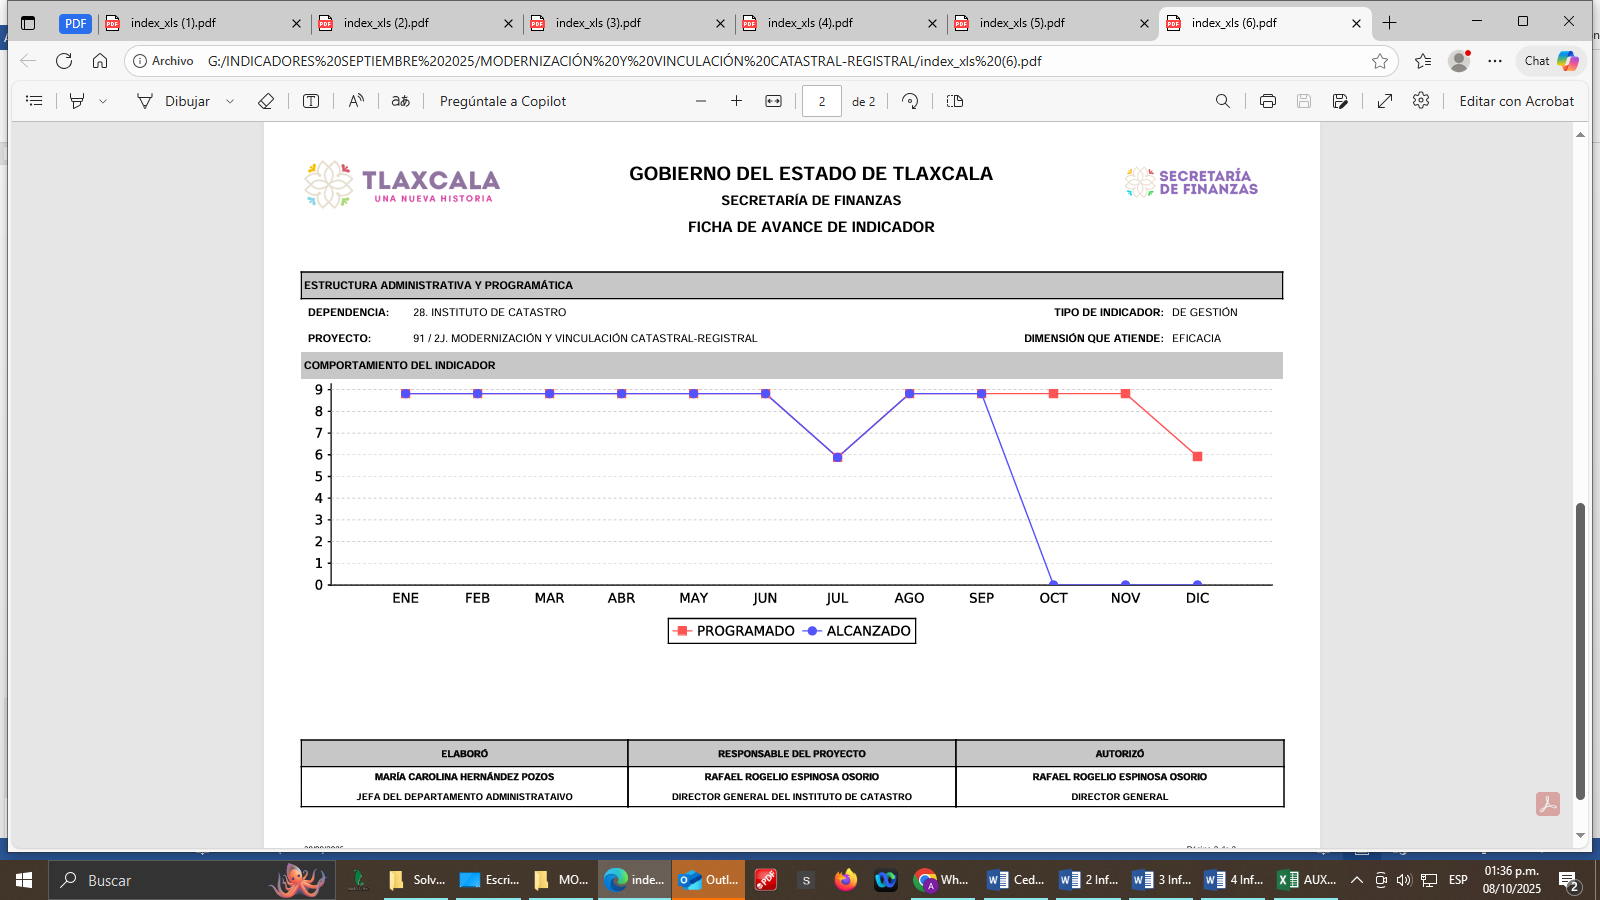 PDF
index_xls (1).pdf
index_xls (2).pdf
index_xls (3).pdf
index_xls (4).pdf
index_xls (5).pdf
index_xls (6).pdf
Archivo
G:/INDICADORES%20SEPTIEMBRE%202025/MODERNIZACIÓN%20Y%20VINCULACIÓN%20CATASTRAL-REGISTRAL/index_xls%20(6).pdf
Chat
Dibujar
Pregúntale a Copilot
2
de 2
Editar con Acrobat
TLAXCALA
UNA NUEVA HISTORIA
GOBIERNO DEL ESTADO DE TLAXCALA
SECRETARÍA DE FINANZAS
FICHA DE AVANCE DE INDICADOR
SECRETARÍA
DE FINANZAS
ESTRUCTURA ADMINISTRATIVA Y PROGRAMÁTICA
DEPENDENCIA: 28. INSTITUTO DE CATASTRO TIPO DE INDICADOR: DE GESTIÓN
PROYECTO: 91 / 2J. MODERNIZACIÓN Y VINCULACIÓN CATASTRAL-REGISTRAL DIMENSIÓN QUE ATIENDE: EFICACIA
COMPORTAMIENTO DEL INDICADOR
9
8
7
6
5
4
3
2
1
0
ENE FEB MAR ABR MAY JUN JUL AGO SEP OCT NOV DIC
PROGRAMADO ALCANZADO
ELABORÓ RESPONSABLE DEL PROYECTO AUTORIZÓ
MARÍA CAROLINA HERNÁNDEZ POZOS RAFAEL ROGELIO ESPINOSA OSORIO RAFAEL ROGELIO ESPINOSA OSORIO
JEFA DEL DEPARTAMENTO ADMINISTRATAIVO DIRECTOR GENERAL DEL INSTITUTO DE CATASTRO DIRECTOR GENERAL
Buscar
Solv...
Escri...
MO...
inde...
Outl...
Wh...
Ced...
2 Inf...
3 Inf...
4 Inf...
AUX...
ESP
01:36 p.m.
08/10/2025
2